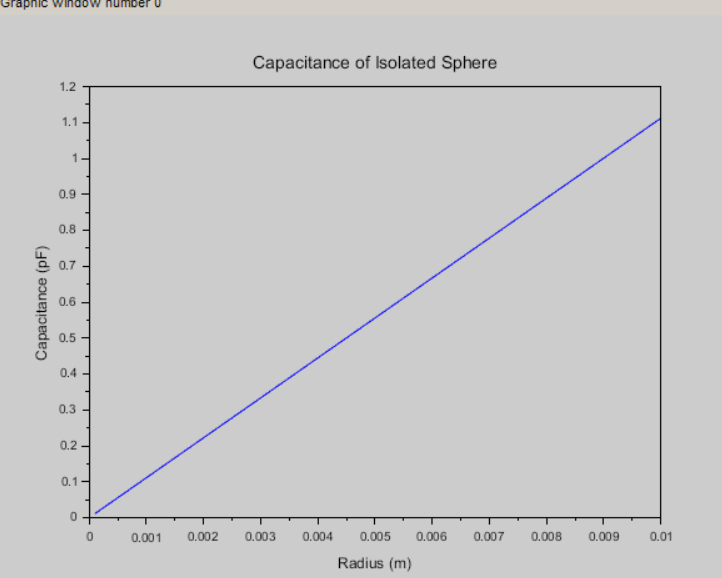 Graphic window number 0
Capacitance of Isolated Sphere
1.2
1.1
1
0.9
0.8
0.7
0.6
0.5
0.4
0.3
0.2
0.1
0
Capacitance (pF)
0 0.001 0.002 0.003 0.004 0.005 0.006 0.007 0.008 0.009 0.01
Radius (m)